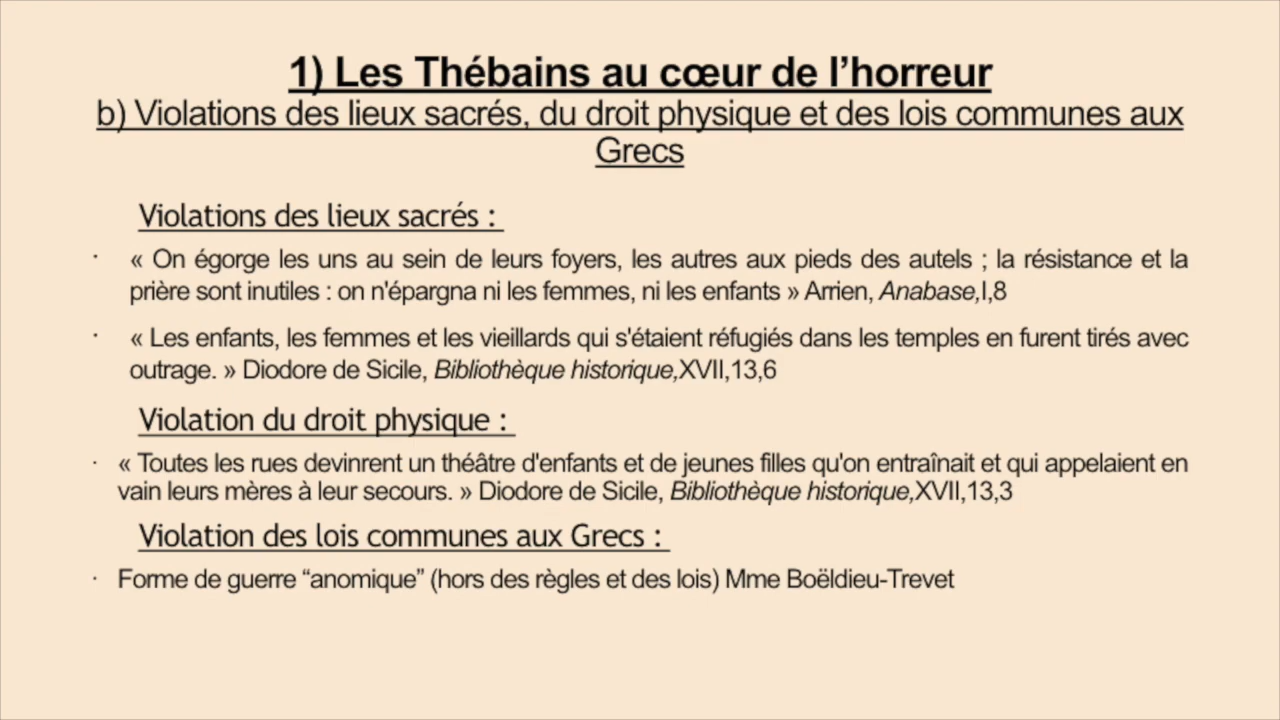 1) Les Thébains au cœur de l’horreur
b) Violations des lieux sacrés, du droit physique et des lois communes aux
Grecs
Violations des lieux sacrés :
· « On égorge les uns au sein de leurs foyers, les autres aux pieds des autels ; la résistance et la
prière sont inutiles : on n'épargna ni les femmes, ni les enfants » Arrien, Anabase,I,8
· « Les enfants, les femmes et les vieillards qui s'étaient réfugiés dans les temples en furent tirés avec
outrage. » Diodore de Sicile, Bibliothèque historique,XVII,13,6
Violation du droit physique :
· « Toutes les rues devinrent un théâtre d'enfants et de jeunes filles qu'on entraînait et qui appelaient en
vain leurs mères à leur secours. » Diodore de Sicile, Bibliothèque historique,XVII,13,3
Violation des lois communes aux Grecs :
· Forme de guerre “anomique” (hors des règles et des lois) Mme Boëldieu-Trevet